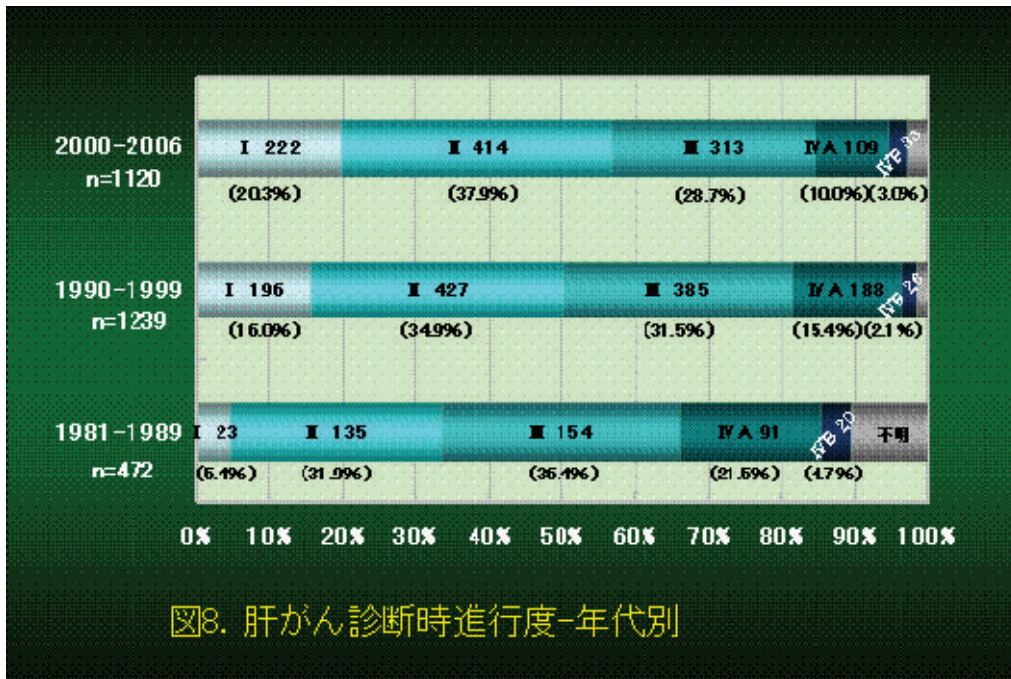 2000-2006
n=1120
Ⅰ 222
Ⅱ 414
Ⅲ 313
ⅣA 109
ⅣB 33
(20.3%)
(37.9%)
(28.7%)
(10.0%)
(3.0%)
1990-1999
n=1239
Ⅰ 196
Ⅱ 427
Ⅲ 385
ⅣA 188
ⅣB 26
(16.0%)
(34.9%)
(31.5%)
(15.4%)
(2.1%)
1981-1989
n=472
Ⅰ 23
Ⅱ 135
Ⅲ 154
ⅣA 91
ⅣB 20
不明
(31.9%)
(21.5%)
(4.7%)
0% 10% 20% 30% 40% 50% 60% 70% 80% 90% 100%
図8. 肝がん診断時進行度-年代別